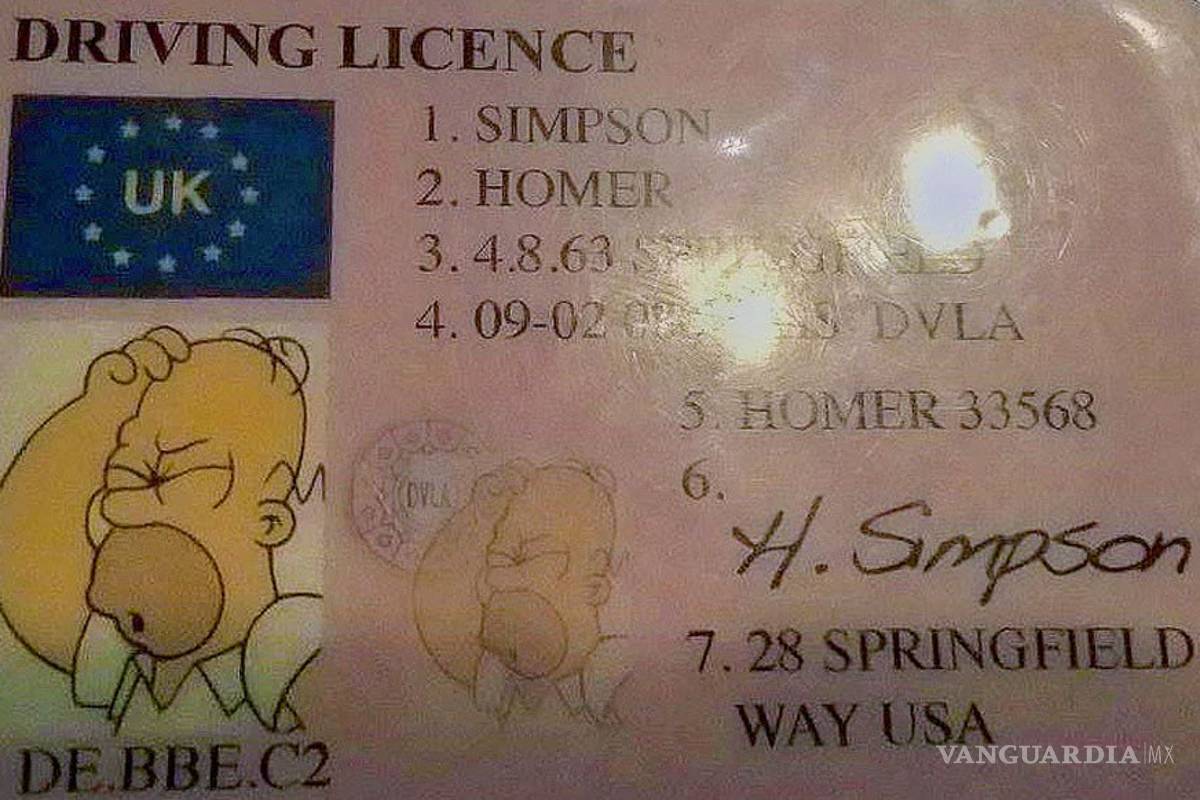 DRIVING LICENCE
UK
1. SIMPSON
2. HOMER
3. 4.8.63
4. 09-02 DVLA
5. HOMER 33568
6.
H. Simpson
DVLA
7. 28 SPRINGFIELD
WAY USA
DE.BBE.C2
VANGUARDIA|MX